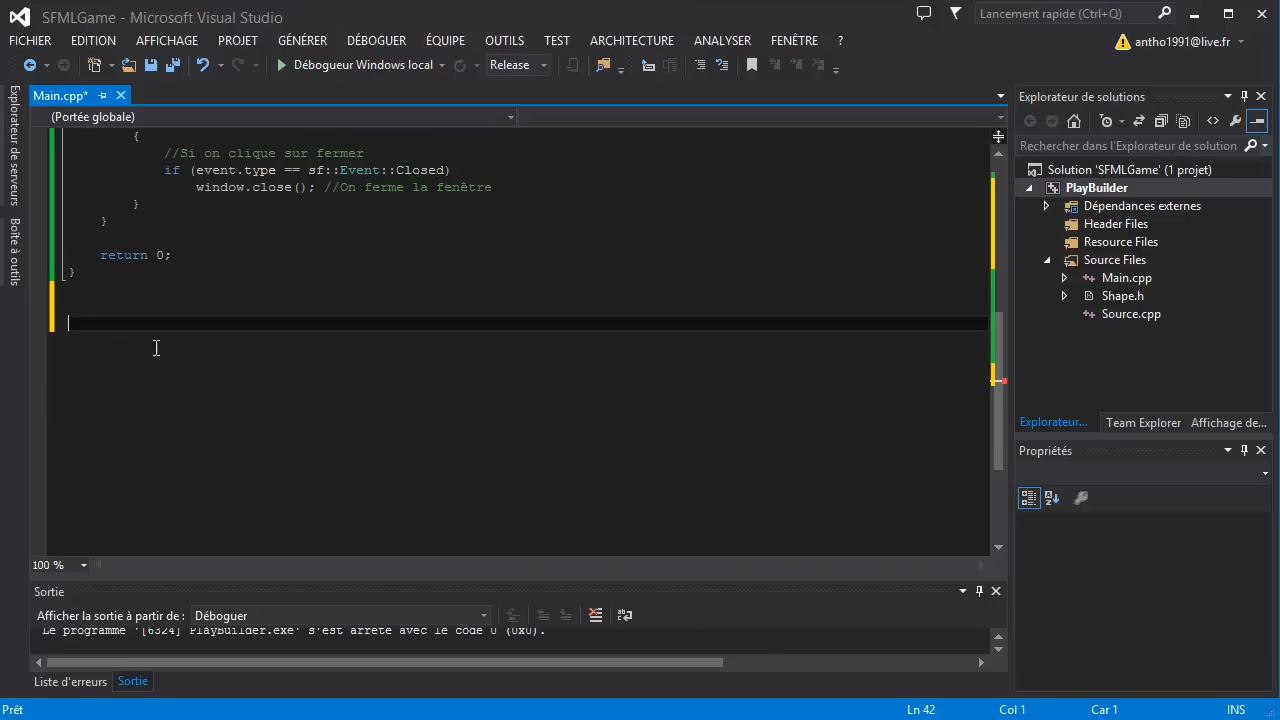 SFMLGame - Microsoft Visual Studio
Lancement rapide (Ctrl+Q)
FICHIER EDITION AFFICHAGE PROJET GÉNÉRER DÉBOGUER ÉQUIPE OUTILS TEST ARCHITECTURE ANALYSER FENÊTRE ?
antho1991@live.fr
Débogueur Windows local
Release
Explorateur de serveurs
Boîte à outils
Main.cpp*
(Portée globale)
{
//Si on clique sur fermer
if (event.type == sf::Event::Closed)
window.close(); //On ferme la fenêtre
}
}
return 0;
}
100 %
Sortie
Afficher la sortie à partir de : Déboguer
Le programme '[6324] PlayBuilder.exe' s'est arrêté avec le code 0 (0x0).
Liste d'erreurs Sortie
Explorateur de solutions
Rechercher dans l'Explorateur de solution
Solution 'SFMLGame' (1 projet)
PlayBuilder
Dépendances externes
Header Files
Resource Files
Source Files
Main.cpp
Shape.h
Source.cpp
Explorateur... Team Explorer Affichage de...
Propriétés
Prêt
Ln 42 Col 1 Car 1 INS